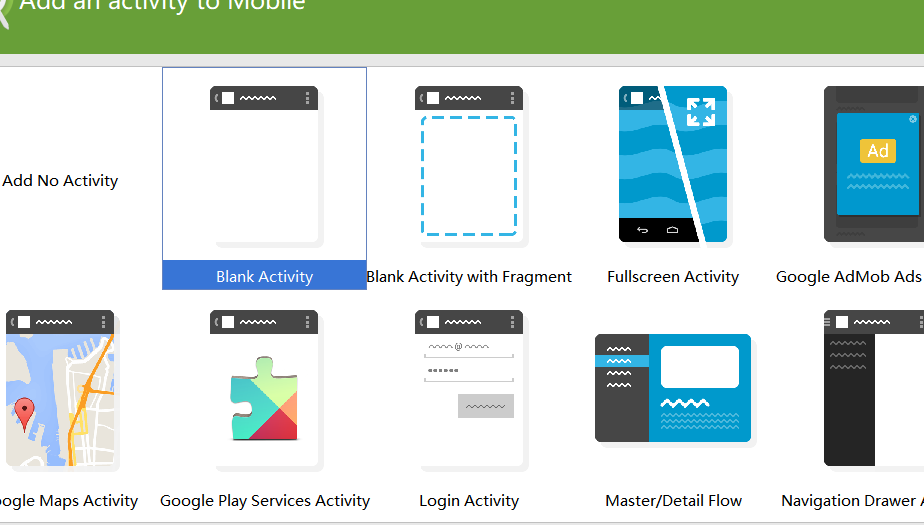 Add an activity to Mobile
Add No Activity
Ad
Blank Activity
Blank Activity with Fragment
Fullscreen Activity
Google AdMob Ads
@
oogle Maps Activity
Google Play Services Activity
Login Activity
Master/Detail Flow
Navigation Drawer A